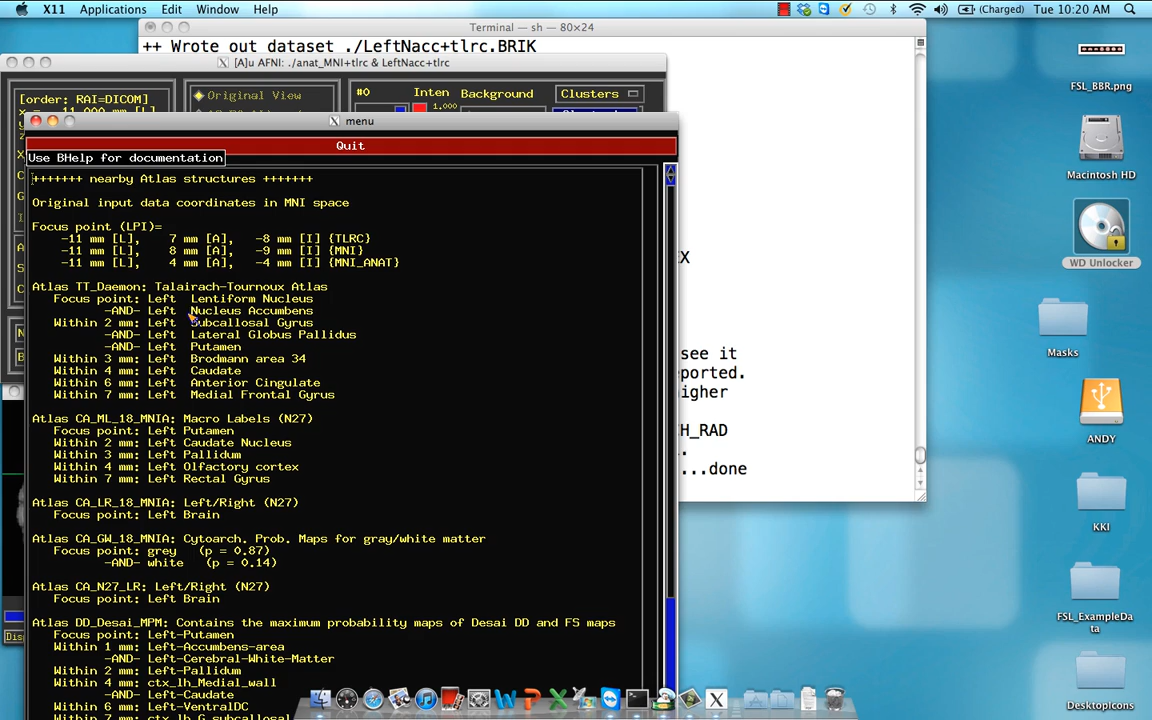 X11 Applications Edit Window Help (Charged) Tue 10:20 AM
Terminal — sh — 80×24
++ Wrote out dataset ./LeftNacc+tlrc.BRIK
[A]u AFNI: ./anat_MNI+tlrc & LeftNacc+tlrc
[order: RAI=DICOM]
Original View
#0 Inten Background Clusters
1.000
menu
Quit
Use BHelp for documentation
+++++++ nearby Atlas structures +++++++
Original input data coordinates in MNI space
Focus point (LPI)=
-11 mm [L], 7 mm [A], -8 mm [I] {TLRC}
-11 mm [L], 8 mm [A], -9 mm [I] {MNI}
-11 mm [L], 4 mm [A], -4 mm [I] {MNI_ANAT}
Atlas TT_Daemon: Talairach-Tournoux Atlas
Focus point: Left Lentiform Nucleus
-AND- Left Nucleus Accumbens
Within 2 mm: Left Subcallosal Gyrus
-AND- Left Lateral Globus Pallidus
-AND- Left Putamen
Within 3 mm: Left Brodmann area 34
Within 4 mm: Left Caudate
Within 6 mm: Left Anterior Cingulate
Within 7 mm: Left Medial Frontal Gyrus
Atlas CA_ML_18_MNIA: Macro Labels (N27)
Focus point: Left Putamen
Within 2 mm: Left Caudate Nucleus
Within 3 mm: Left Pallidum
Within 4 mm: Left Olfactory cortex
Within 7 mm: Left Rectal Gyrus
Atlas CA_LR_18_MNIA: Left/Right (N27)
Focus point: Left Brain
Atlas CA_GW_18_MNIA: Cytoarch. Prob. Maps for gray/white matter
Focus point: grey (p = 0.87)
-AND- white (p = 0.14)
Atlas CA_N27_LR: Left/Right (N27)
Focus point: Left Brain
Atlas DD_Desai_MPM: Contains the maximum probability maps of Desai DD and FS maps
Focus point: Left-Putamen
Within 1 mm: Left-Accumbens-area
-AND- Left-Cerebral-White-Matter
Within 2 mm: Left-Pallidum
Within 4 mm: ctx_lh_Medial_wall
-AND- Left-Caudate
Within 6 mm: Left-VentralDC
Within 7 mm: ctx_lh_G_subcallosal
X
see it
ported.
igher
H_RAD
.
...done
FSL_BBR.png
Macintosh HD
WD Unlocker
Masks
ANDY
KKI
FSL_ExampleDa
ta
DesktopIcons